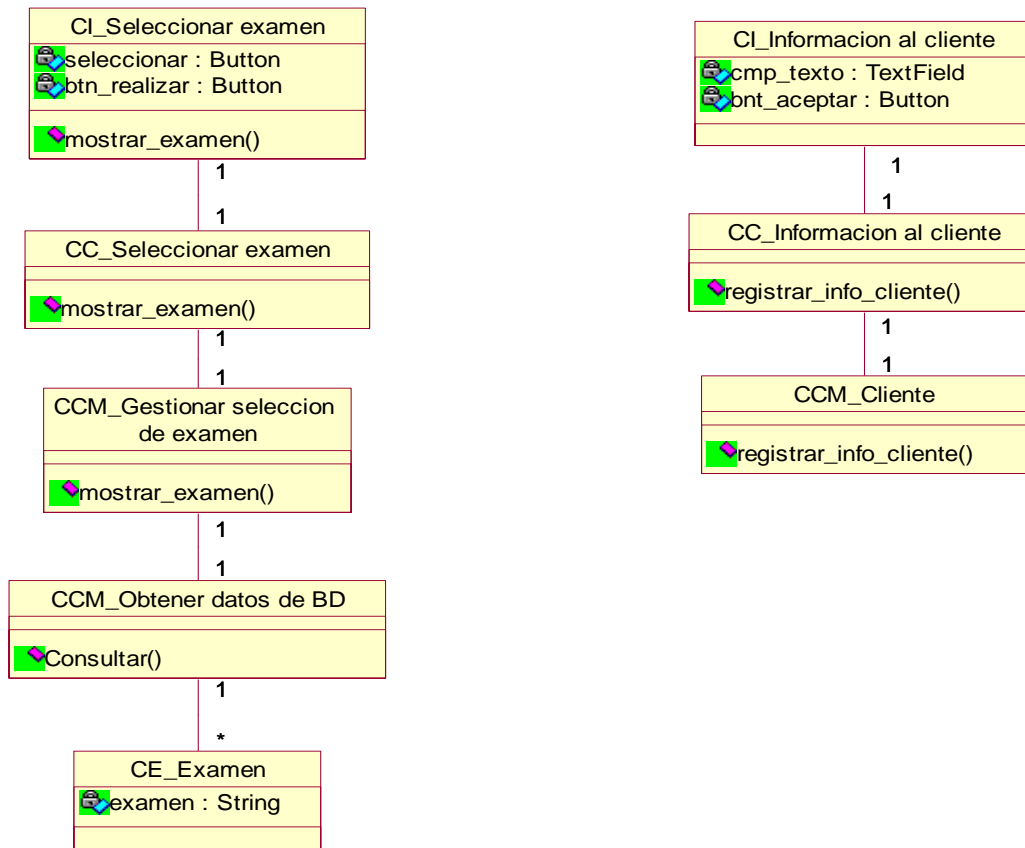 CI_Seleccionar examen
seleccionar : Button
btn_realizar : Button
mostrar_examen()
1
1
CC_Seleccionar examen
mostrar_examen()
1
1
CCM_Gestionar seleccion
de examen
mostrar_examen()
1
1
CCM_Obtener datos de BD
Consultar()
1
*
CE_Examen
examen : String
CI_Informacion al cliente
cmp_texto : TextField
bnt_aceptar : Button
1
1
CC_Informacion al cliente
registrar_info_cliente()
1
1
CCM_Cliente
registrar_info_cliente()